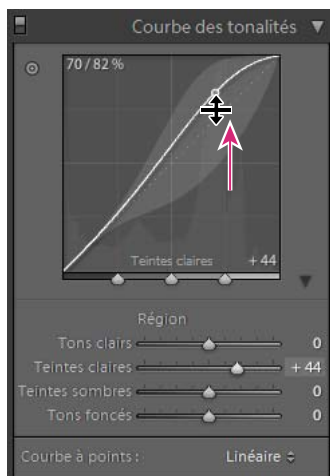 Courbe des tonalités
70 / 82 %
Teintes claires + 44
Région
Tons clairs 0
Teintes claires + 44
Teintes sombres 0
Tons foncés 0
Courbe à points : Linéaire